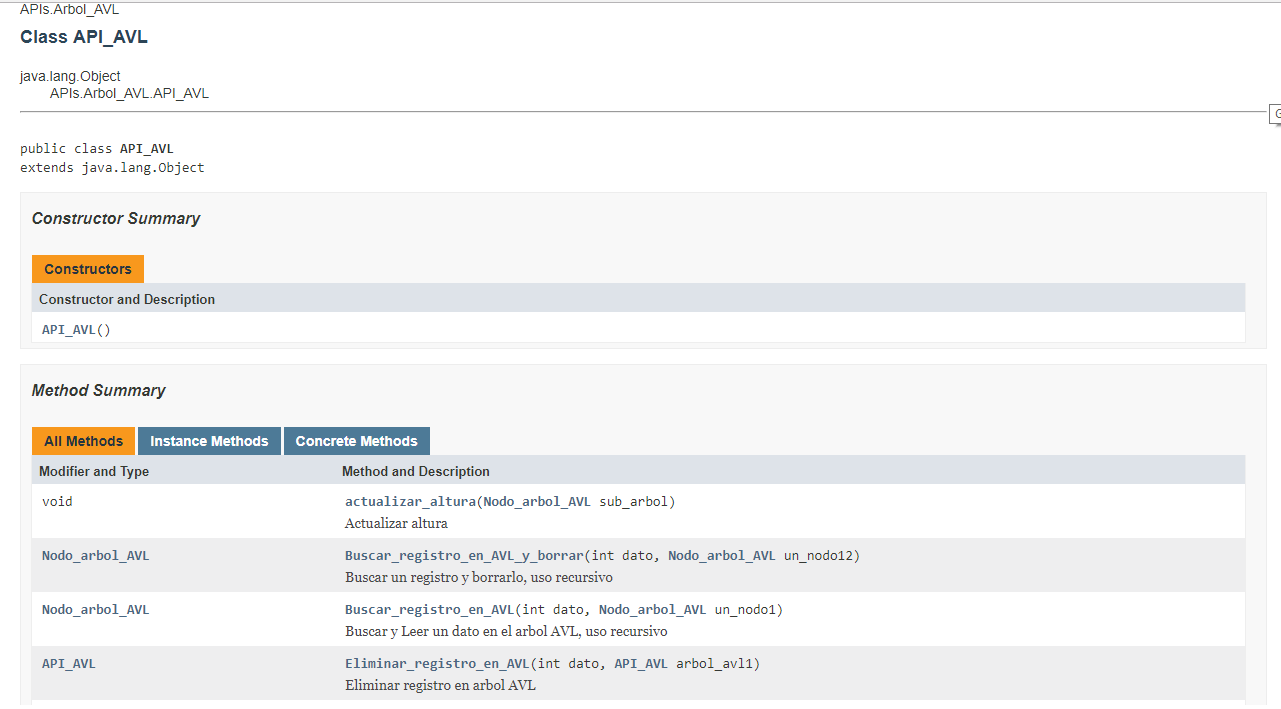 APIs.Arbol_AVL
Class API_AVL
java.lang.Object
APIs.Arbol_AVL.API_AVL
public class API_AVL
extends java.lang.Object
Constructor Summary
Constructors
Constructor and Description
API_AVL()
Method Summary
All Methods Instance Methods Concrete Methods
Modifier and Type Method and Description
void actualizar_altura(Nodo_arbol_AVL sub_arbol)
Actualizar altura
Nodo_arbol_AVL Buscar_registro_en_AVL_y_borrar(int dato, Nodo_arbol_AVL un_nodo12)
Buscar un registro y borrarlo, uso recursivo
Nodo_arbol_AVL Buscar_registro_en_AVL(int dato, Nodo_arbol_AVL un_nodo1)
Buscar y Leer un dato en el arbol AVL, uso recursivo
API_AVL Eliminar_registro_en_AVL(int dato, API_AVL arbol_avl1)
Eliminar registro en arbol AVL